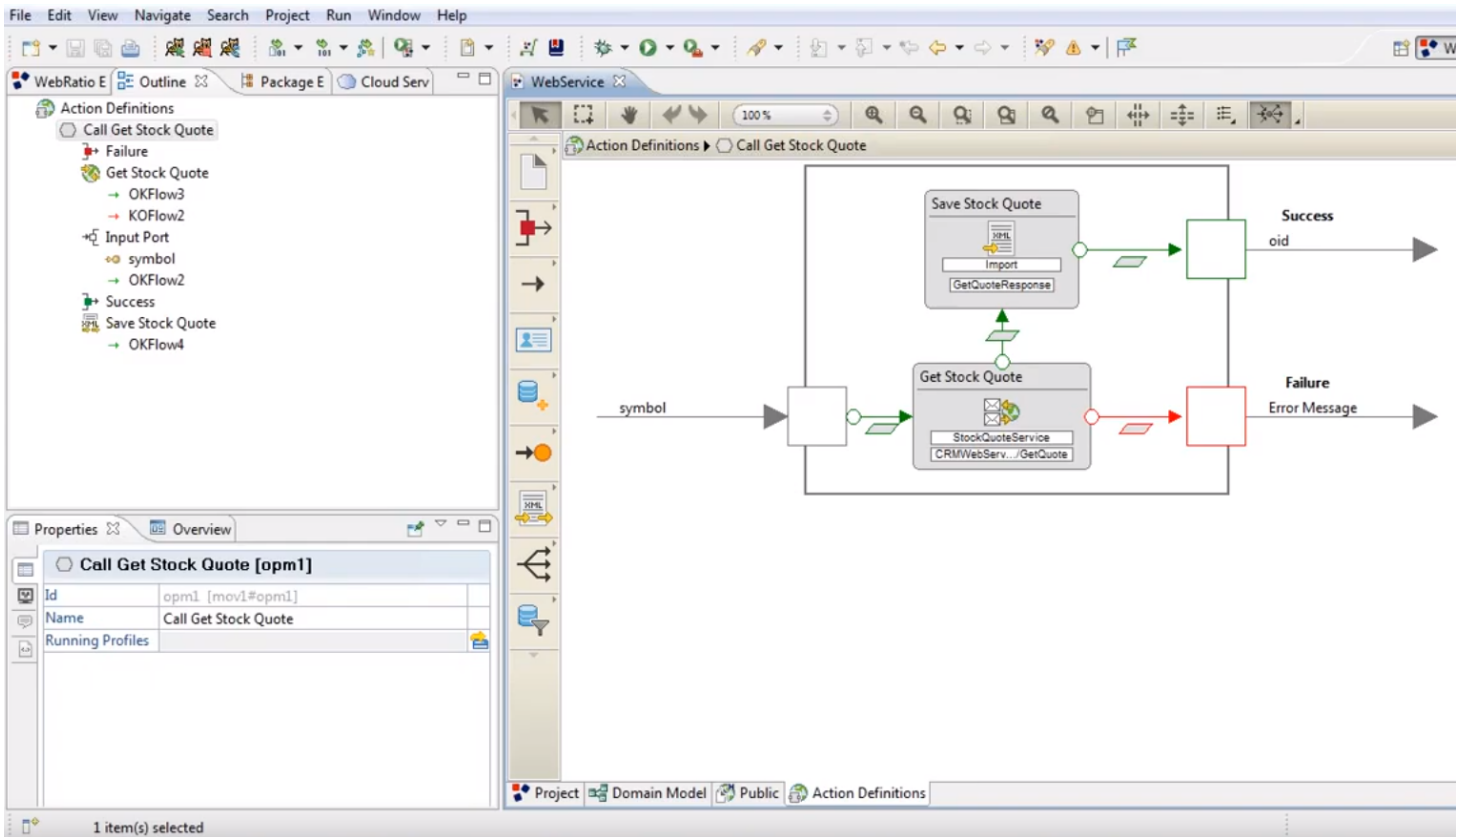 File Edit View Navigate Search Project Run Window Help
WebRatio E Outline Package E Cloud Serv
Action Definitions
Call Get Stock Quote
Failure
Get Stock Quote
OKFlow3
KOFlow2
Input Port
symbol
OKFlow2
Success
Save Stock Quote
OKFlow4
Properties Overview
Call Get Stock Quote [opm1]
Id opm1 [mov1#opm1]
Name Call Get Stock Quote
Running Profiles
1 item(s) selected
W
WebService
100%
Action Definitions Call Get Stock Quote
Save Stock Quote
XML
Import
GetQuoteResponse
Success
oid
Get Stock Quote
StockQuoteService
CRMWebServ.../GetQuote
symbol
Failure
Error Message
XML
Project Domain Model Public Action Definitions